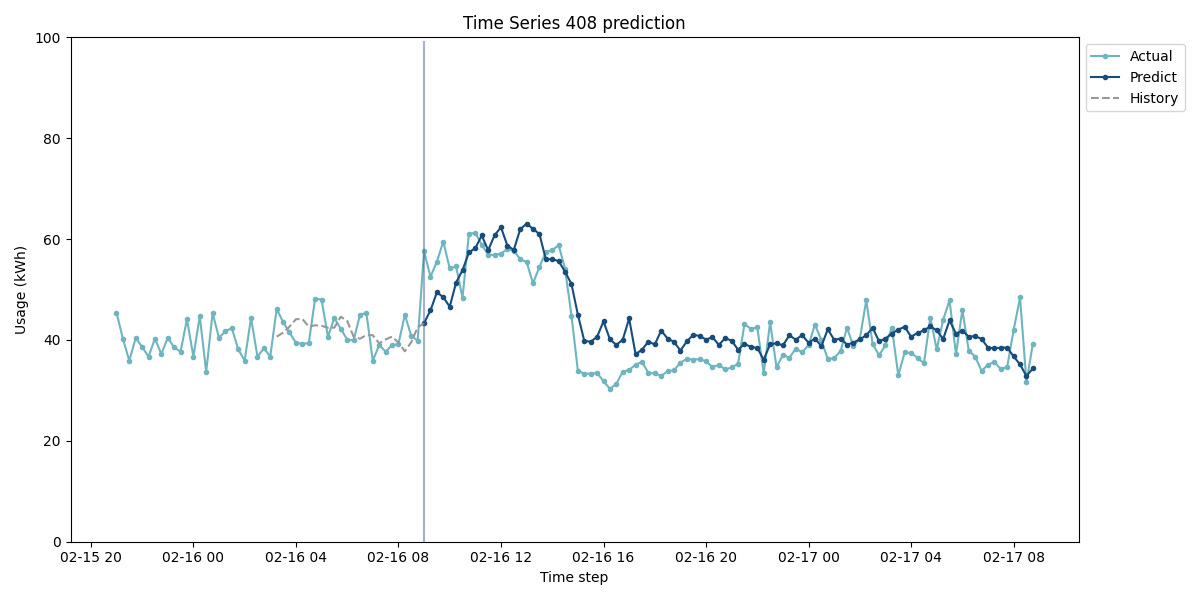 Time Series 408 prediction
100
80
60
40
20
0
Usage (kWh)
02-15 20
02-16 00
02-16 04
02-16 08
02-16 12
02-16 16
02-16 20
02-17 00
02-17 04
02-17 08
Time step
Actual
Predict
History